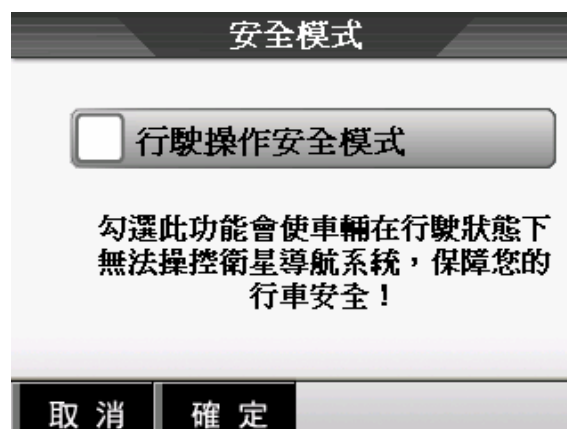 安全模式
行駛操作安全模式
勾選此功能會使車輛在行駛狀態下
無法操控衛星導航系統，保障您的
行車安全！
取消
確定